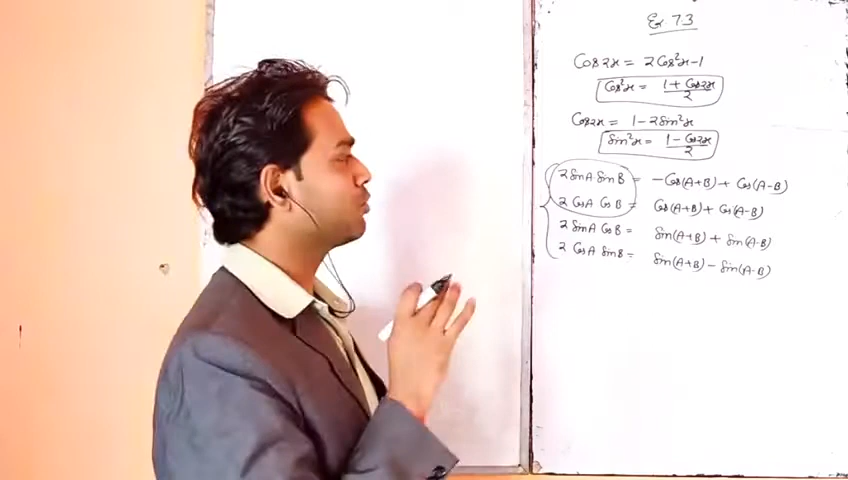 Ex 7.3
Cos 2x = 2 Cos²x - 1
Cos²x = (1 + Cos2x)/2
Cos2x = 1 - 2 Sin²x
Sin²x = (1 - Cos2x)/2
2 SinA SinB = - Cos(A+B) + Cos(A-B)
2 CosA CosB = Cos(A+B) + Cos(A-B)
2 SinA CosB = Sin(A+B) + Sin(A-B)
2 CosA SinB = Sin(A+B) - Sin(A-B)